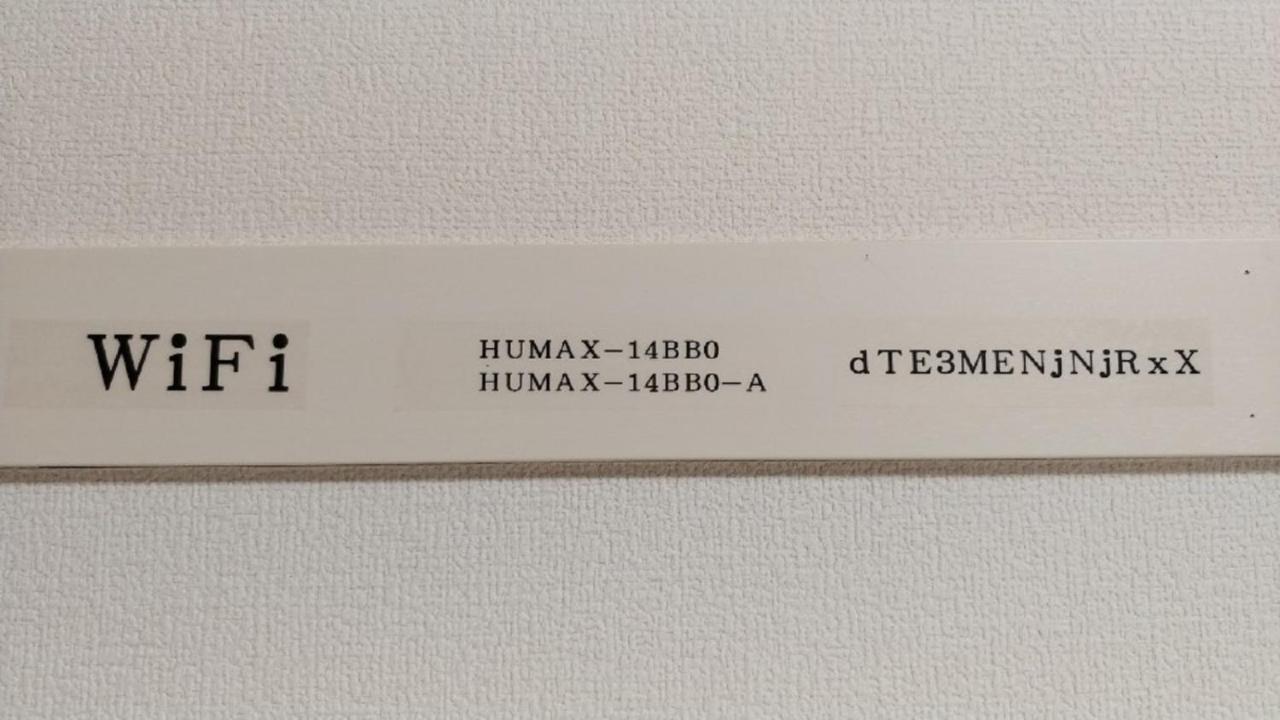 WiFi
HUMAX-14BB0
HUMAX-14BB0-A
dTE3MENjNjRxX